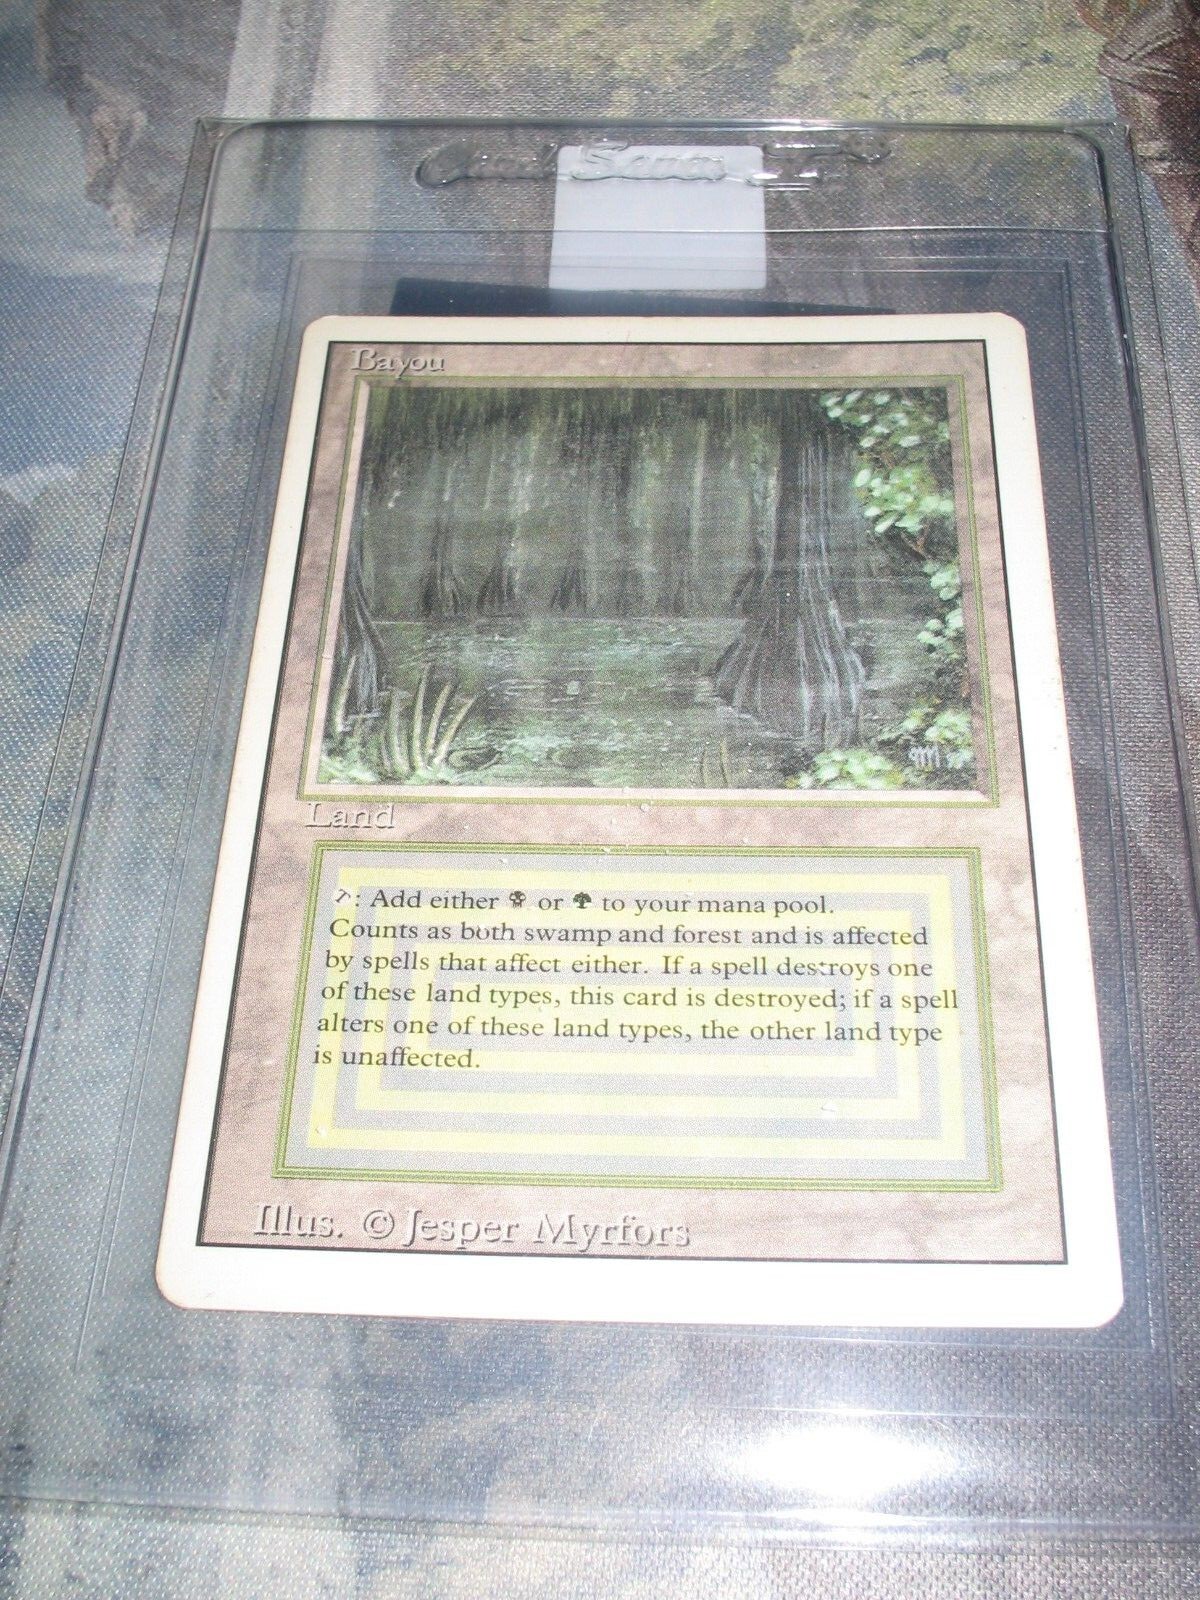 Card Saver
Bayou
Land
T: Add either or to your mana pool.
Counts as both swamp and forest and is affected
by spells that affect either. If a spell destroys one
of these land types, this card is destroyed; if a spell
alters one of these land types, the other land type
is unaffected.
Illus. © Jesper Myrfors